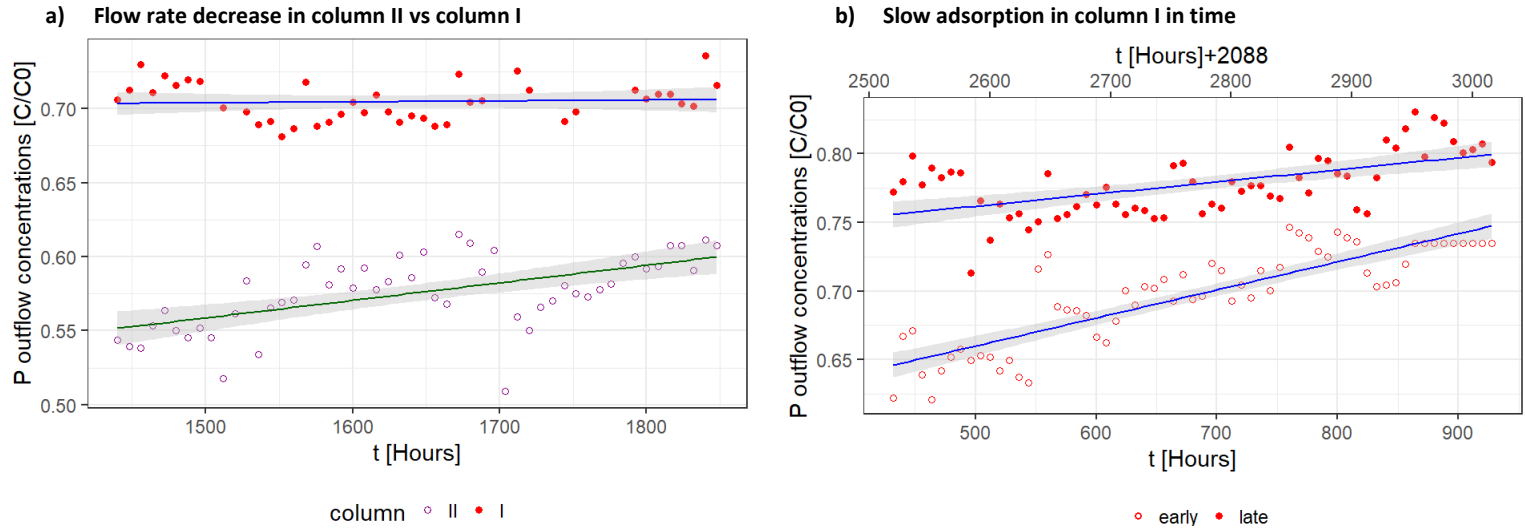 a) Flow rate decrease in column II vs column I
P outflow concentrations [C/C0]
0.70
0.65
0.60
0.55
0.50
1500 1600 1700 1800
t [Hours]
column II I
b) Slow adsorption in column I in time
t [Hours]+2088
2500 2600 2700 2800 2900 3000
P outflow concentrations [C/C0]
0.80
0.75
0.70
0.65
500 600 700 800 900
t [Hours]
early late